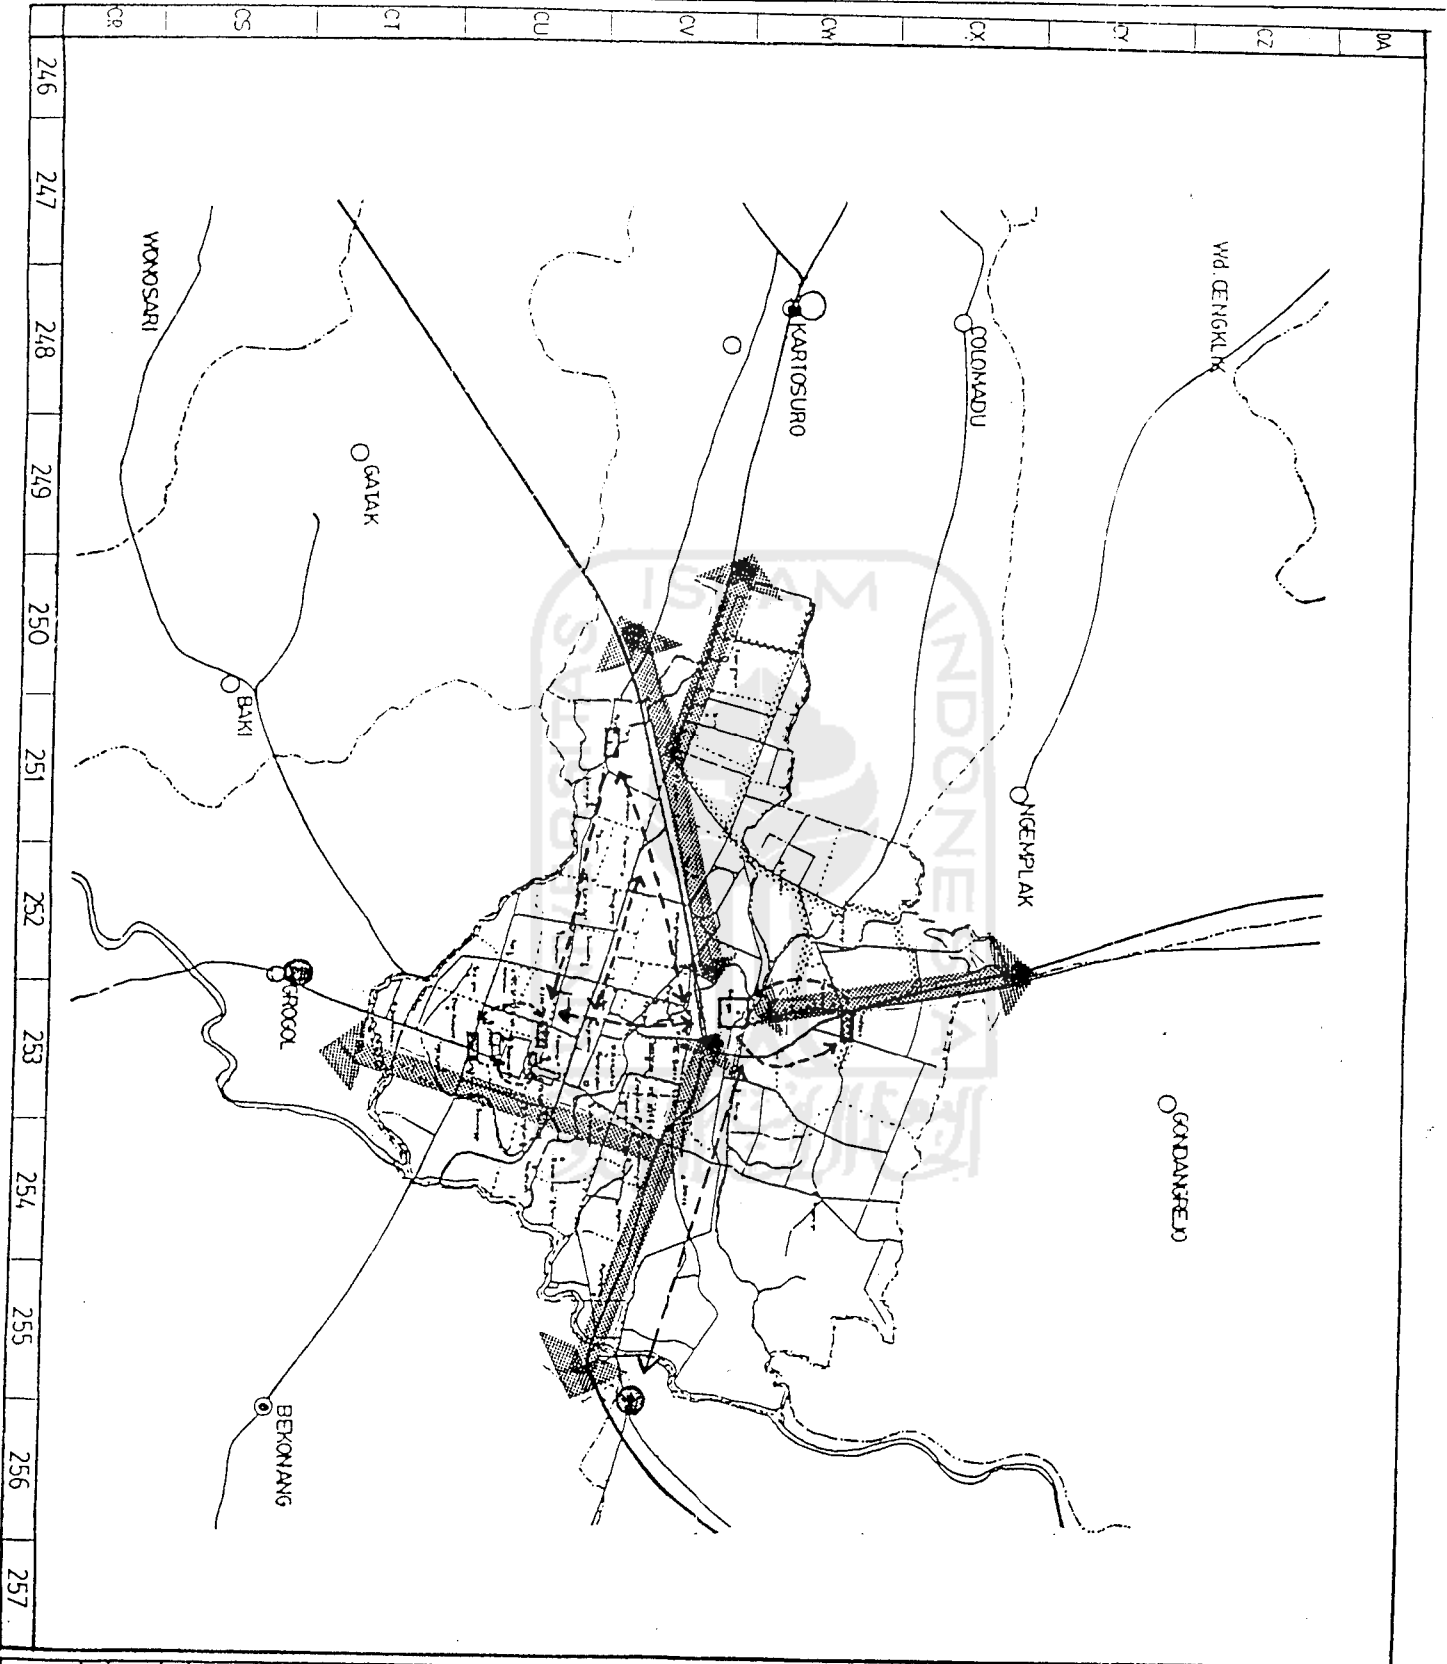 DA
CZ
CY
CX
CW
CV
CU
CT
CS
CR
246
247
248
249
250
251
252
253
254
255
256
257
Wd. CENGKLIK
COLOMADU
KARTOSURO
WONOSARI
GATAK
NGEMPLAK
BAKI
GROGOL
GONDANGREJO
BEKONANG
UNIVERSITAS
ISLAM
INDONESIA